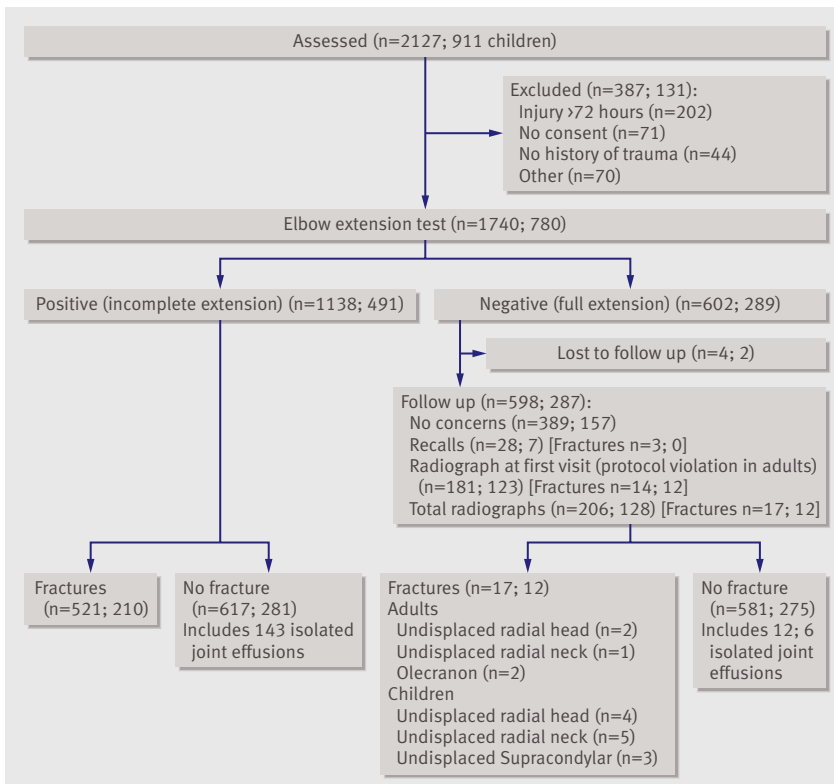 Assessed (n=2127; 911 children)
Excluded (n=387; 131):
Injury >72 hours (n=202)
No consent (n=71)
No history of trauma (n=44)
Other (n=70)
Elbow extension test (n=1740; 780)
Positive (incomplete extension) (n=1138; 491)
Negative (full extension) (n=602; 289)
Lost to follow up (n=4; 2)
Follow up (n=598; 287):
No concerns (n=389; 157)
Recalls (n=28; 7) [Fractures n=3; 0]
Radiograph at first visit (protocol violation in adults)
(n=181; 123) [Fractures n=14; 12]
Total radiographs (n=206; 128) [Fractures n=17; 12]
Fractures
(n=521; 210)
No fracture
(n=617; 281)
Includes 143 isolated
joint effusions
Fractures (n=17; 12)
Adults
Undisplaced radial head (n=2)
Undisplaced radial neck (n=1)
Olecranon (n=2)
Children
Undisplaced radial head (n=4)
Undisplaced radial neck (n=5)
Undisplaced Supracondylar (n=3)
No fracture
(n=581; 275)
Includes 12; 6
isolated joint
effusions